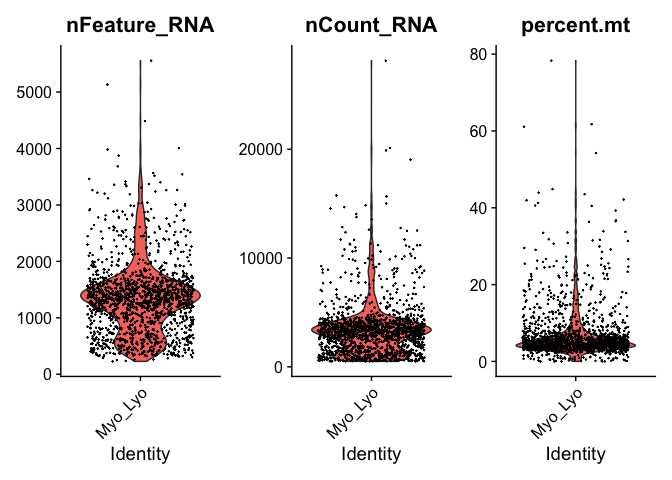 nFeature_RNA
5000
4000
3000
2000
1000
0
Myo_Lyo
Identity
nCount_RNA
20000
10000
0
Myo_Lyo
Identity
percent.mt
80
60
40
20
0
Myo_Lyo
Identity